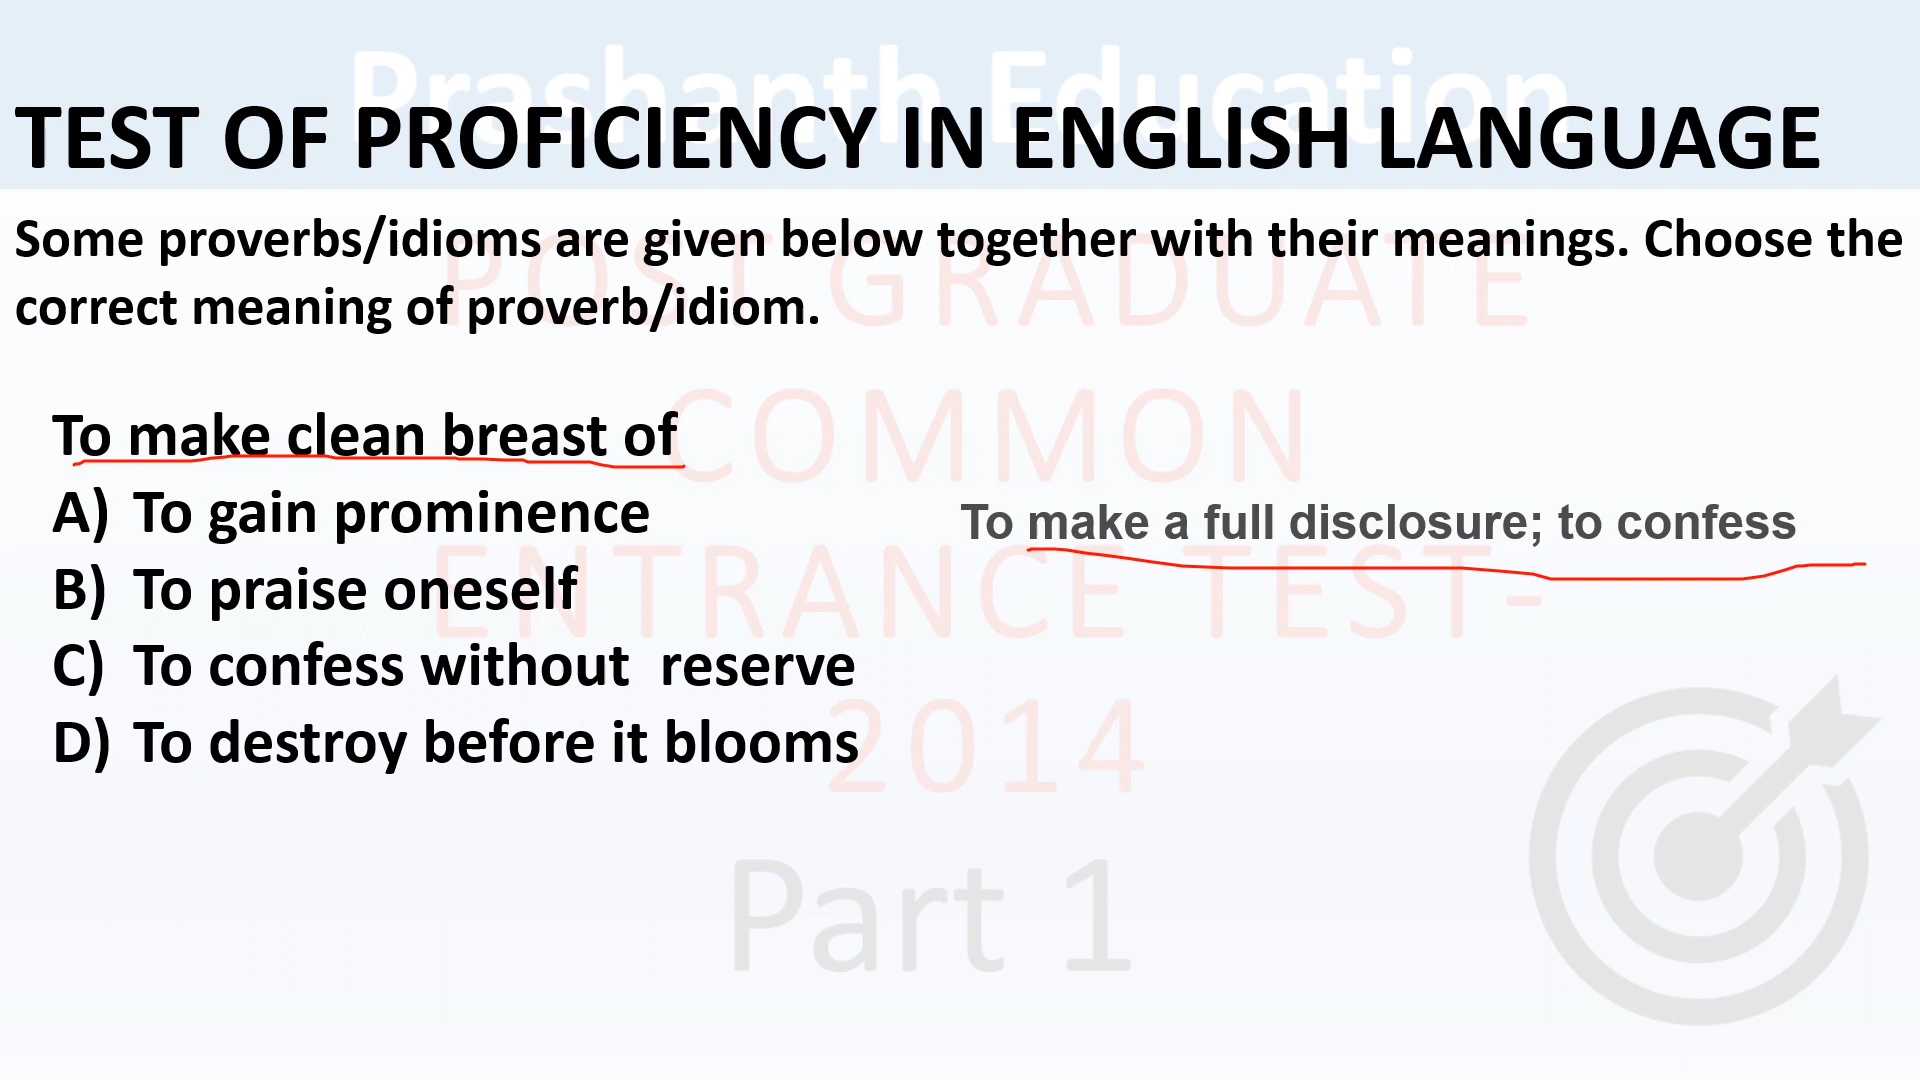 Prashanth Education
TEST OF PROFICIENCY IN ENGLISH LANGUAGE
Some proverbs/idioms are given below together with their meanings. Choose the
correct meaning of proverb/idiom.
POST GRADUATE
COMMON
ENTRANCE TEST-
2014
Part 1
To make clean breast of
A) To gain prominence
B) To praise oneself
C) To confess without reserve
D) To destroy before it blooms
To make a full disclosure; to confess